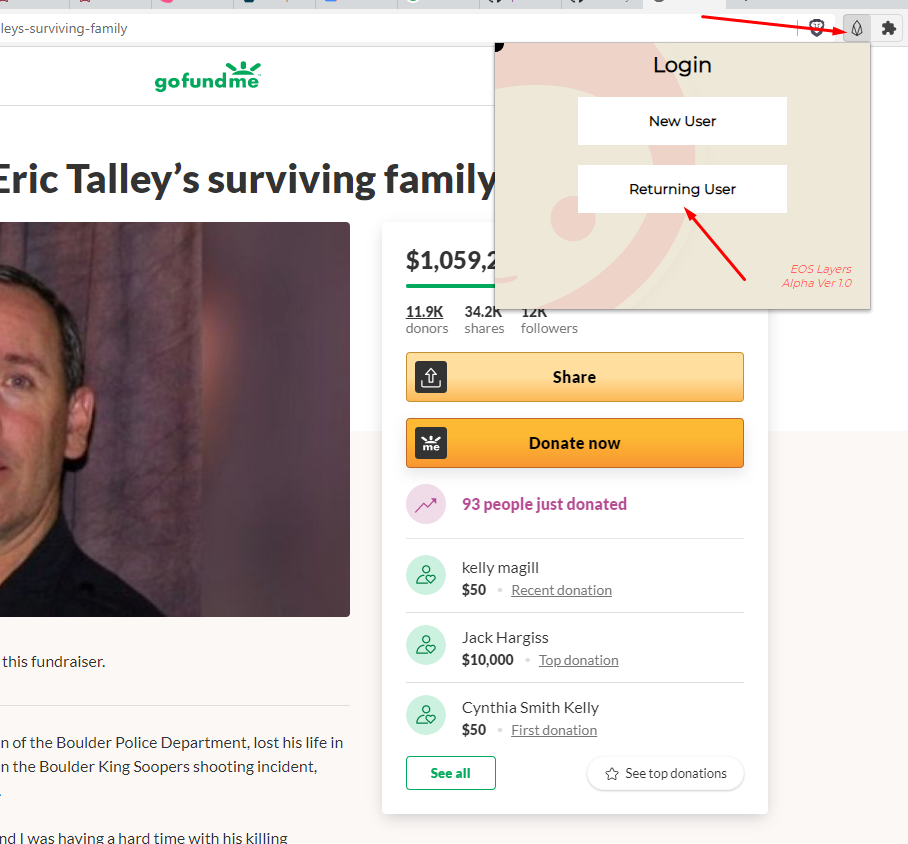 leys-surviving-family
gofundme
Login
New User
Returning User
EOS Layers
Alpha Ver 1.0
Eric Talley’s surviving family
$1,059,2
11.9K 34.2K 12K
donors shares followers
Share
me Donate now
93 people just donated
kelly magill
$50 • Recent donation
Jack Hargiss
$10,000 • Top donation
Cynthia Smith Kelly
$50 • First donation
See all
See top donations
this fundraiser.
n of the Boulder Police Department, lost his life in
n the Boulder King Soopers shooting incident,
.
nd I was having a hard time with his killing